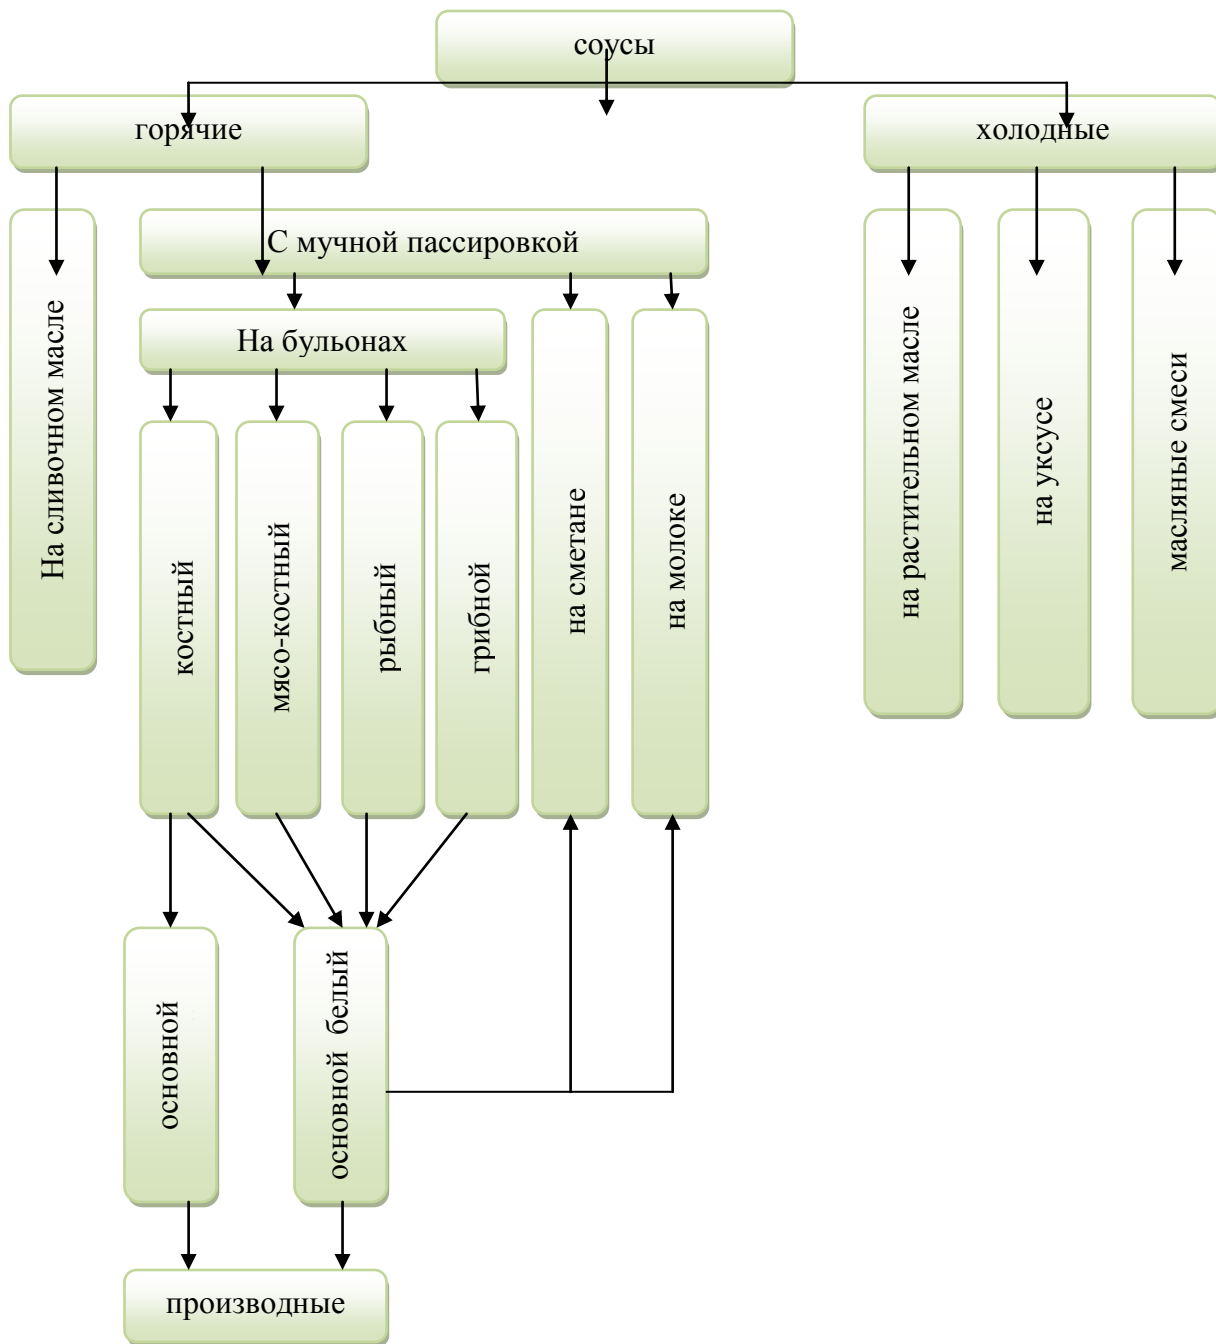 соусы
горячие
холодные
С мучной пассировкой
На бульонах
На сливочном масле
костный
мясо-костный
рыбный
грибной
на сметане
на молоке
на растительном масле
на уксусе
масляные смеси
основной
основной белый
производные